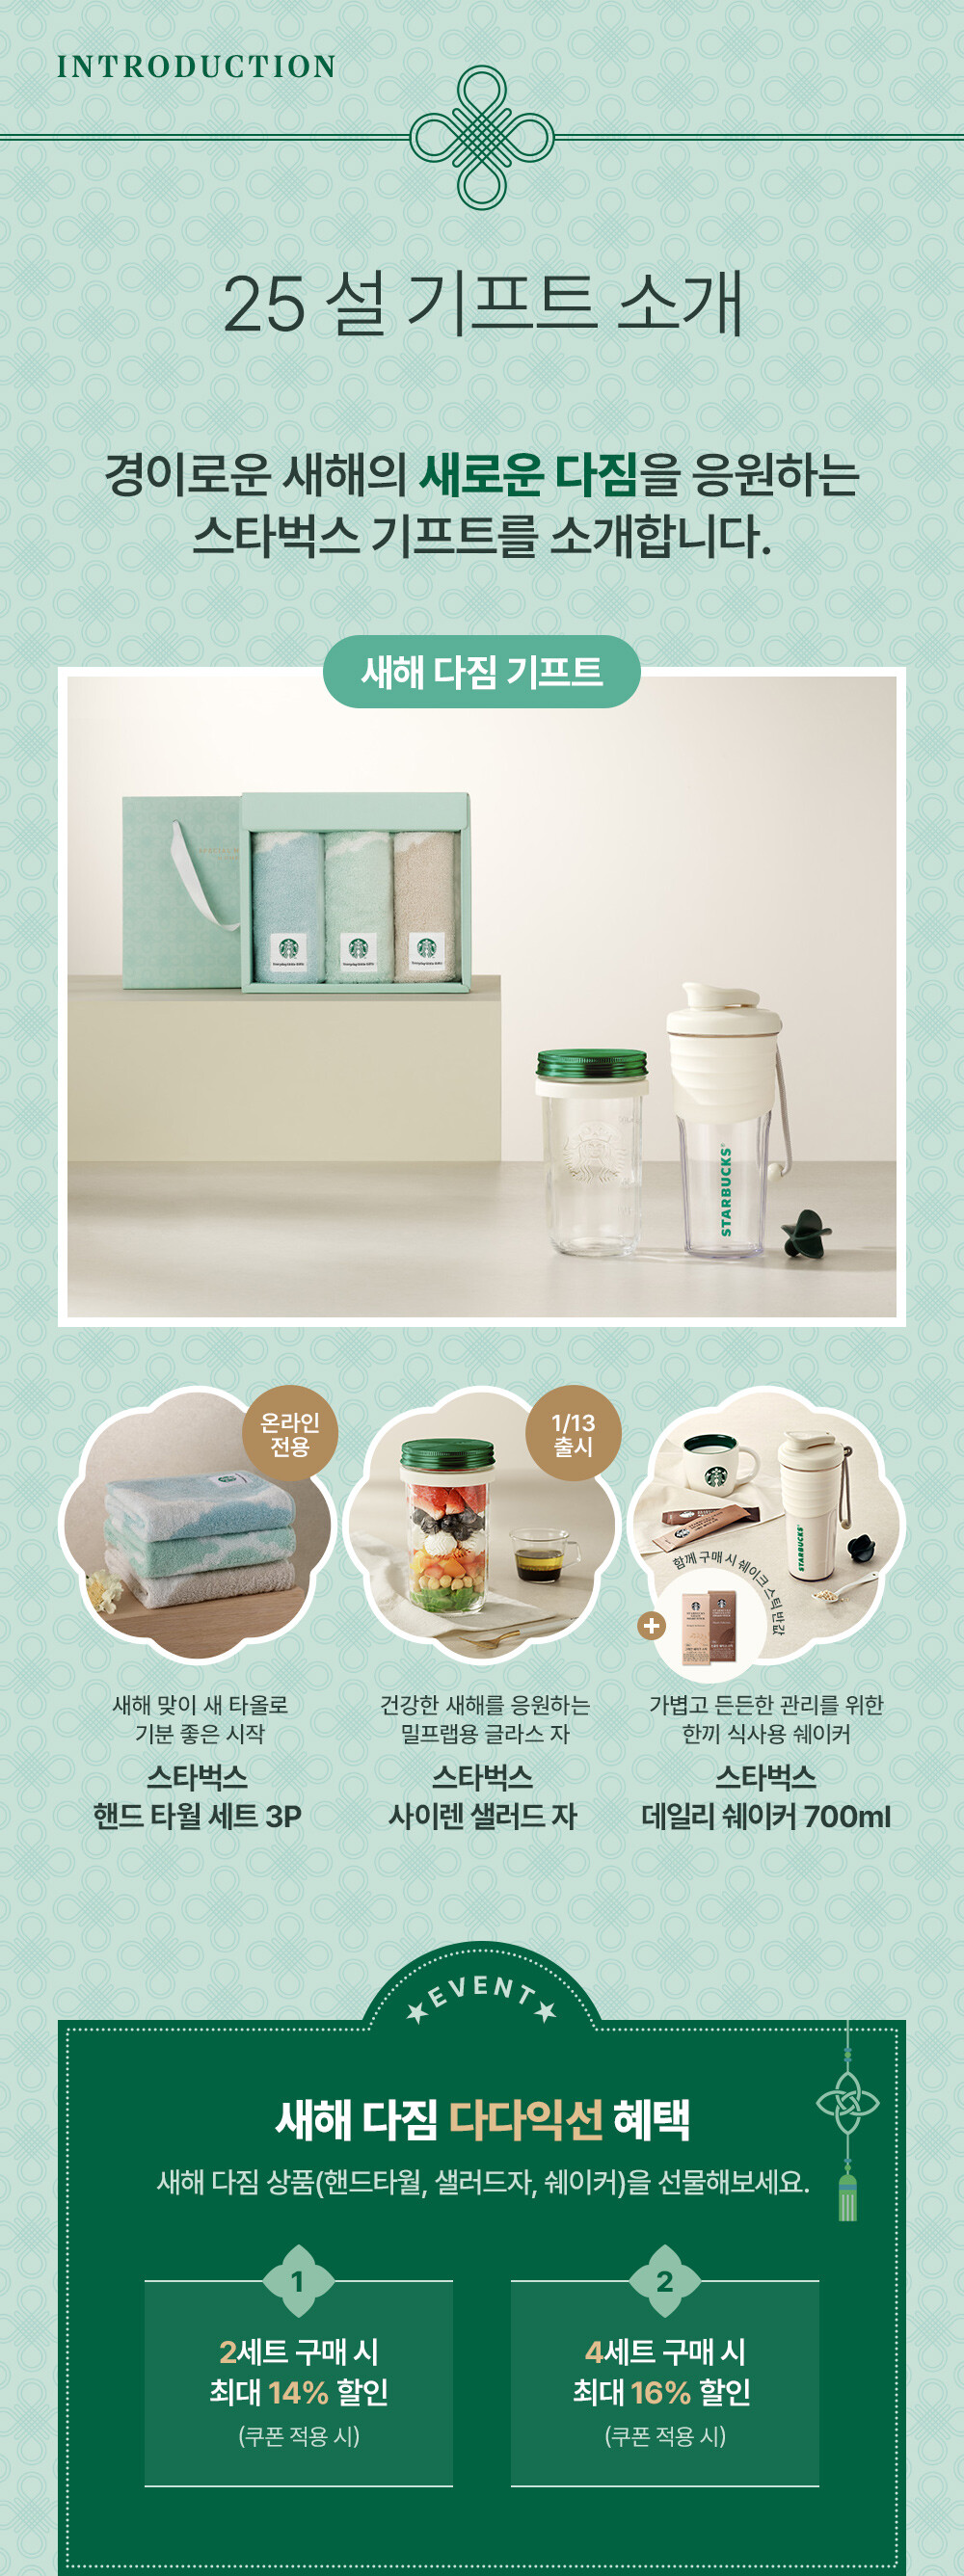 INTRODUCTION
25 설 기프트 소개
경이로운 새해의 새로운 다짐을 응원하는
스타벅스 기프트를 소개합니다.
새해 다짐 기프트
STARBUCKS
온라인
전용
1/13
출시
STARBUCKS
함께 구매 시 쉐이크 스틱 반값
새해 맞이 새 타올로
기분 좋은 시작
스타벅스
핸드 타월 세트 3P
건강한 새해를 응원하는
밀프랩용 글라스 자
스타벅스
사이렌 샐러드 자
가볍고 든든한 관리를 위한
한끼 식사용 쉐이커
스타벅스
데일리 쉐이커 700ml
★EVENT★
새해 다짐 다다익선 혜택
새해 다짐 상품(핸드타월, 샐러드자, 쉐이커)을 선물해보세요.
1
2세트 구매 시
최대 14% 할인
(쿠폰 적용 시)
2
4세트 구매 시
최대 16% 할인
(쿠폰 적용 시)